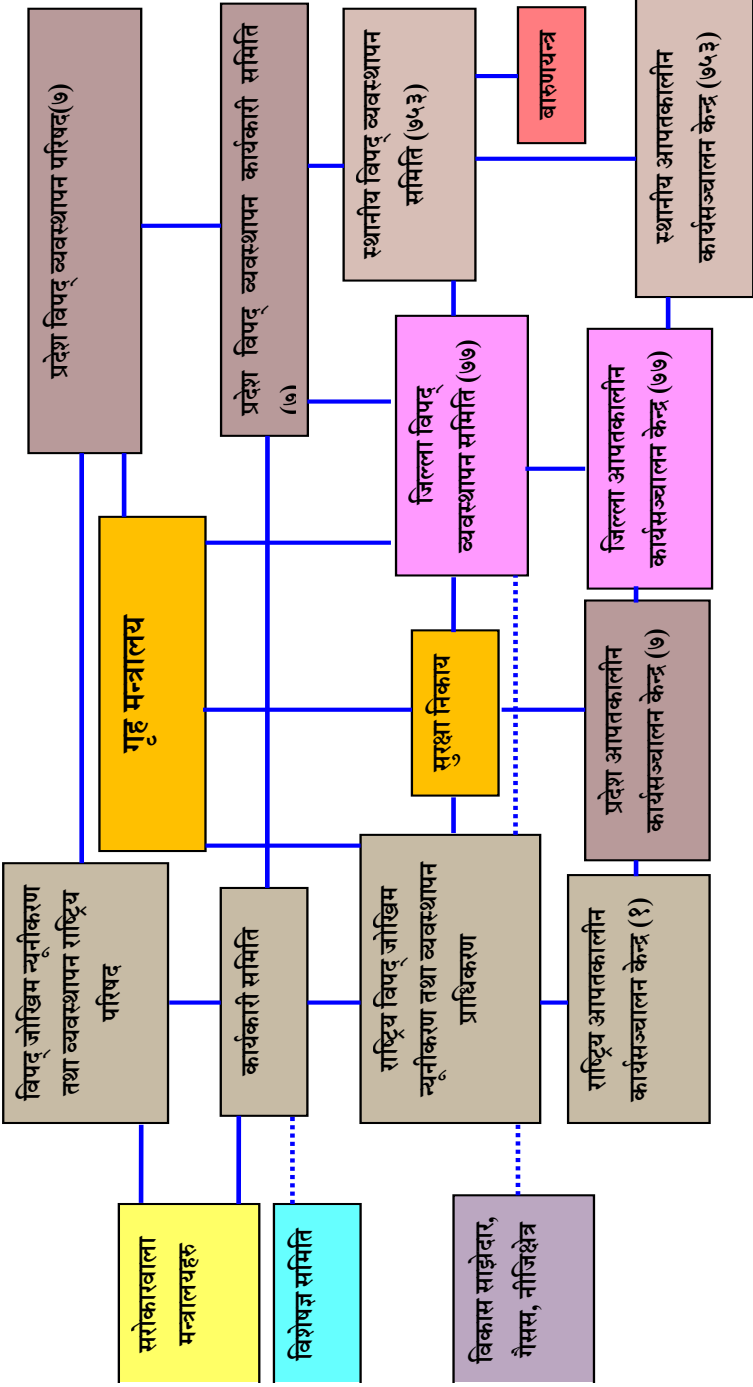 सरोकारवाला
मन्त्रालयहरु
विशेषज्ञ समिति
विकास साझेदार,
गैसस, नीजिक्षेत्र
विपद् जोखिम न्यूनीकरण
तथा व्यवस्थापन राष्ट्रिय
परिषद
कार्यकारी समिति
राष्ट्रिय विपद् जोखिम
न्यूनीकरण तथा व्यवस्थापन
प्राधिकरण
राष्ट्रिय आपतकालीन
कार्यसञ्चालन केन्द्र (१)
गृह मन्त्रालय
सुरक्षा निकाय
प्रदेश आपतकालीन
कार्यसञ्चालन केन्द्र (७)
प्रदेश विपद् व्यवस्थापन परिषद(७)
प्रदेश विपद् व्यवस्थापन कार्यकारी समिति
(७)
जिल्ला विपद्
व्यवस्थापन समिति (७७)
जिल्ला आपतकालीन
कार्यसञ्चालन केन्द्र (७७)
स्थानीय विपद् व्यवस्थापन
समिति (७५३)
बारुणयन्त्र
स्थानीय आपतकालीन
कार्यसञ्चालन केन्द्र (७५३)